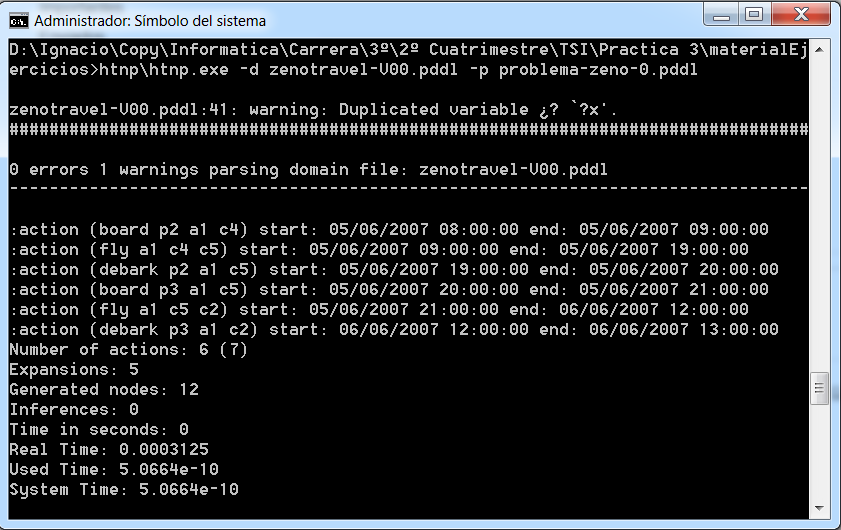 Administrador: Símbolo del sistema
D:\Ignacio\Copy\Informatica\Carrera\3º\2º Cuatrimestre\TSI\Practica 3\materialEj
ercicios>htnp\htnp.exe -d zenotravel-V00.pddl -p problema-zeno-0.pddl
zenotravel-V00.pddl:41: warning: Duplicated variable ¿? `?x'.
################################################################################
0 errors 1 warnings parsing domain file: zenotravel-V00.pddl
--------------------------------------------------------------------------------
:action (board p2 a1 c4) start: 05/06/2007 08:00:00 end: 05/06/2007 09:00:00
:action (fly a1 c4 c5) start: 05/06/2007 09:00:00 end: 05/06/2007 19:00:00
:action (debark p2 a1 c5) start: 05/06/2007 19:00:00 end: 05/06/2007 20:00:00
:action (board p3 a1 c5) start: 05/06/2007 20:00:00 end: 05/06/2007 21:00:00
:action (fly a1 c5 c2) start: 05/06/2007 21:00:00 end: 06/06/2007 12:00:00
:action (debark p3 a1 c2) start: 06/06/2007 12:00:00 end: 06/06/2007 13:00:00
Number of actions: 6 (7)
Expansions: 5
Generated nodes: 12
Inferences: 0
Time in seconds: 0
Real Time: 0.0003125
Used Time: 5.0664e-10
System Time: 5.0664e-10